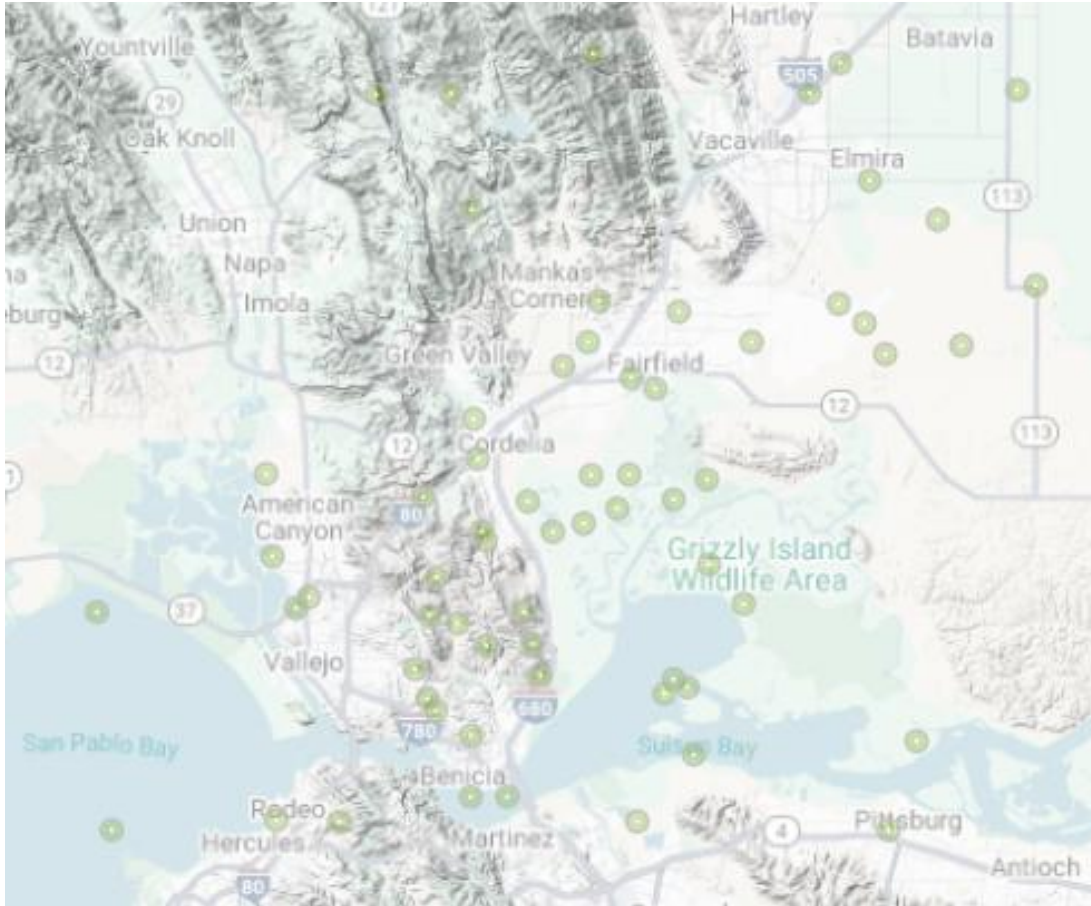 121
Hartley
Yountville
Batavia
505
29
Oak Knoll
Vacaville
Elmira
113
Union
Napa
Mankas
Corner
Imola
eburg
Green Valley
Fairfield
12
12
12
Cordelia
113
American
Canyon
80
Grizzly Island
Wildlife Area
37
Vallejo
680
780
San Pablo Bay
Suisun Bay
Benicia
Rodeo
Hercules
Martinez
4
Pittsburg
Antioch
80